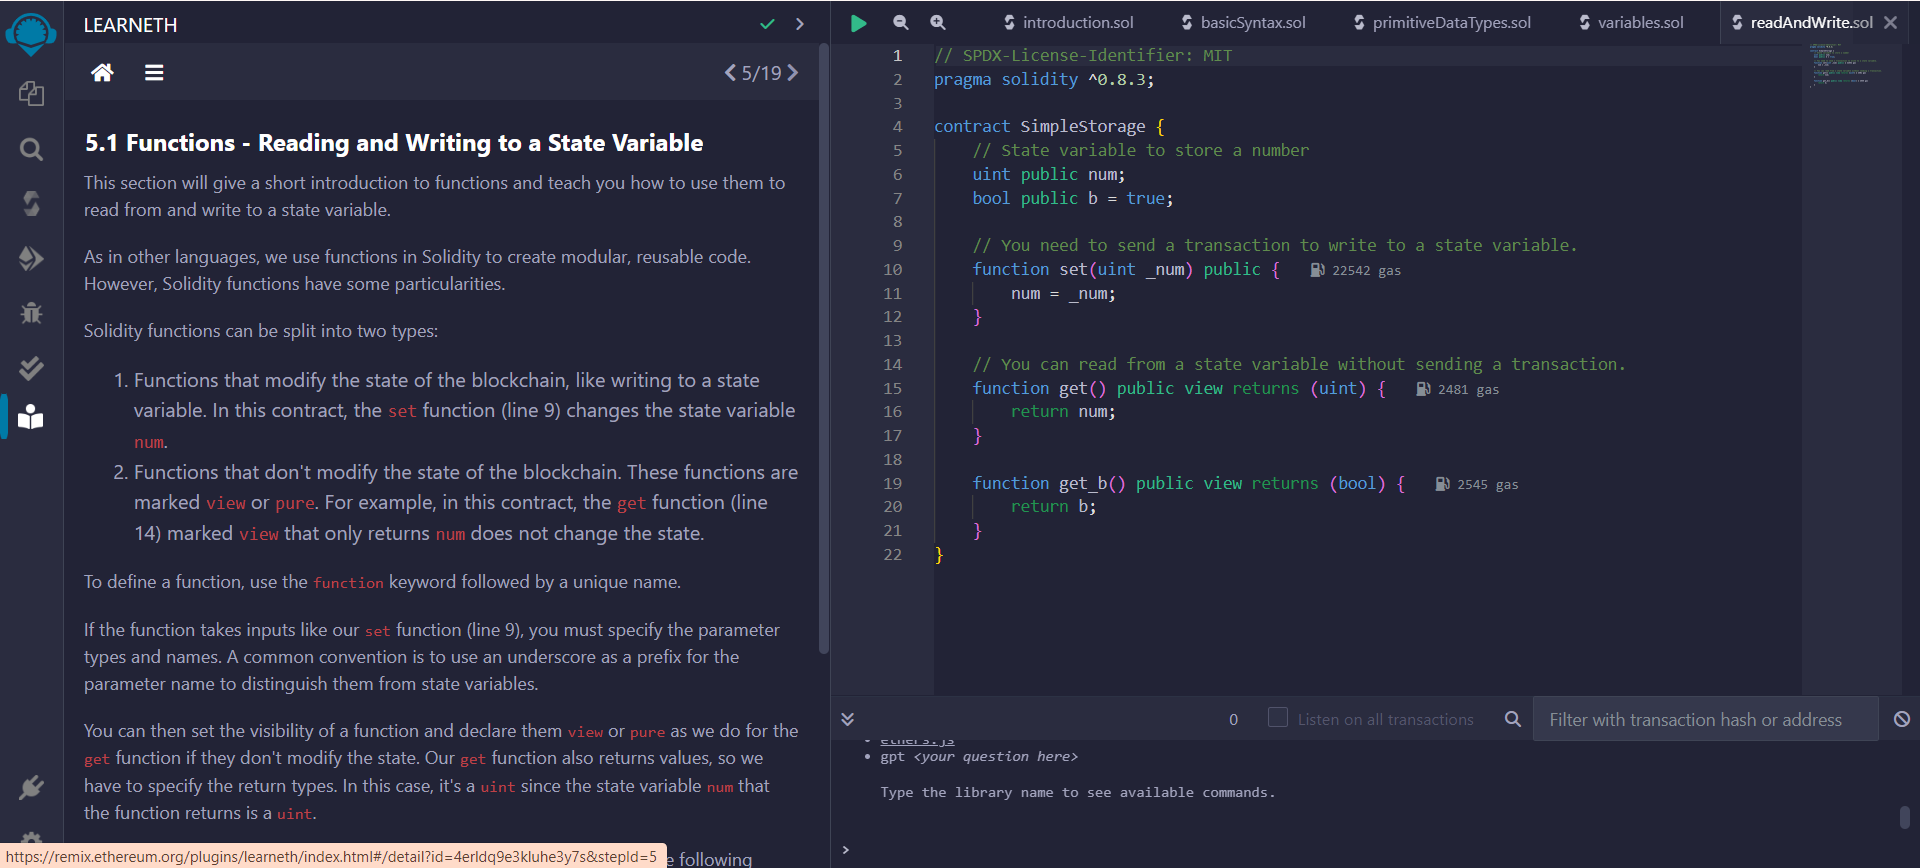 LEARNETH
5/19
5.1 Functions - Reading and Writing to a State Variable
This section will give a short introduction to functions and teach you how to use them to
read from and write to a state variable.
As in other languages, we use functions in Solidity to create modular, reusable code.
However, Solidity functions have some particularities.
Solidity functions can be split into two types:
1. Functions that modify the state of the blockchain, like writing to a state
variable. In this contract, the set function (line 9) changes the state variable
num.
2. Functions that don't modify the state of the blockchain. These functions are
marked view or pure. For example, in this contract, the get function (line
14) marked view that only returns num does not change the state.
To define a function, use the function keyword followed by a unique name.
If the function takes inputs like our set function (line 9), you must specify the parameter
types and names. A common convention is to use an underscore as a prefix for the
parameter name to distinguish them from state variables.
You can then set the visibility of a function and declare them view or pure as we do for the
get function if they don't modify the state. Our get function also returns values, so we
have to specify the return types. In this case, it's a uint since the state variable num that
the function returns is a uint.
e following
https://remix.ethereum.org/plugins/learneth/index.html#/detail?id=4erldq9e3kluhe3y7s&stepId=5
introduction.sol
basicSyntax.sol
primitiveDataTypes.sol
variables.sol
readAndWrite.sol
1 // SPDX-License-Identifier: MIT
2 pragma solidity ^0.8.3;
3
4 contract SimpleStorage {
5 // State variable to store a number
6 uint public num;
7 bool public b = true;
8
9 // You need to send a transaction to write to a state variable.
10 function set(uint _num) public { 22542 gas
11 num = _num;
12 }
13
14 // You can read from a state variable without sending a transaction.
15 function get() public view returns (uint) { 2481 gas
16 return num;
17 }
18
19 function get_b() public view returns (bool) { 2545 gas
20 return b;
21 }
22 }
0
Listen on all transactions
Filter with transaction hash or address
• ethers.js
• gpt <your question here>
Type the library name to see available commands.
>